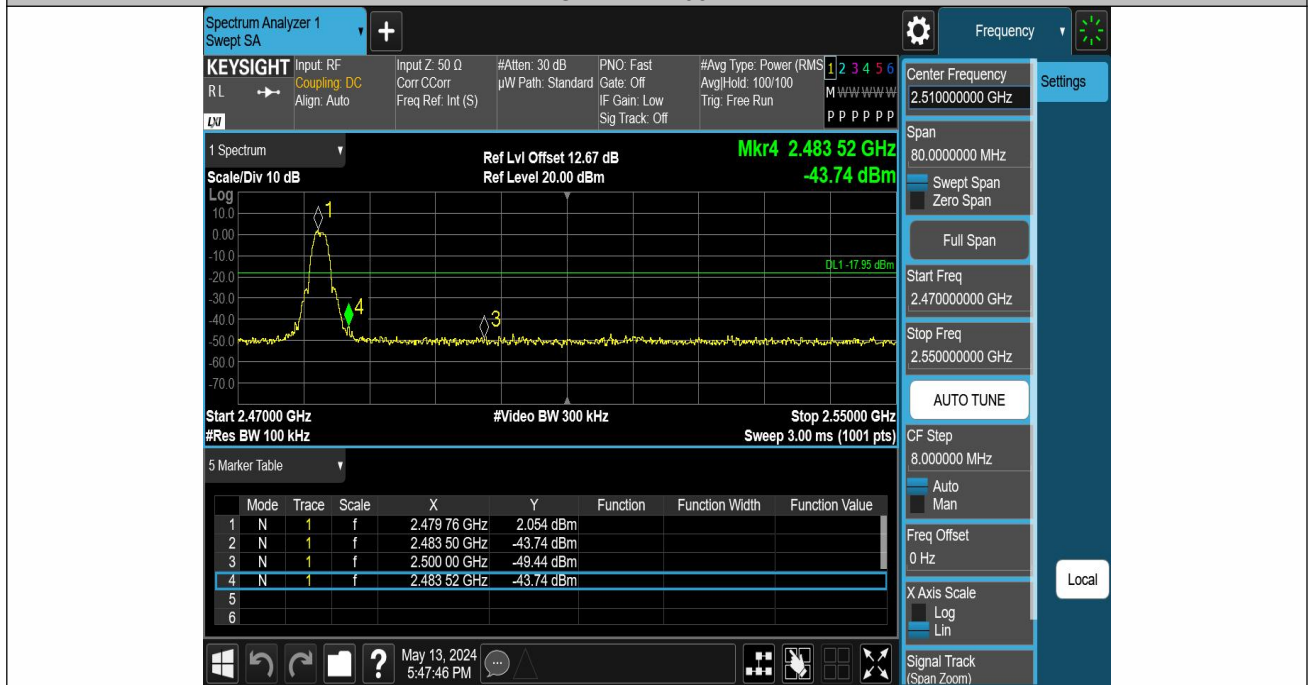 Spectrum Analyzer 1
Swept SA
+
Frequency
KEYSIGHT
RL
LXI
Input: RF
Coupling: DC
Align: Auto
Input Z: 50 Ω
Corr CCorr
Freq Ref: Int (S)
#Atten: 30 dB
µW Path: Standard
PNO: Fast
Gate: Off
IF Gain: Low
Sig Track: Off
#Avg Type: Power (RMS
Avg|Hold: 100/100
Trig: Free Run
1 2 3 4 5 6
M W W W W W
P P P P P P
1 Spectrum
Scale/Div 10 dB
Ref Lvl Offset 12.67 dB
Ref Level 20.00 dBm
Mkr4 2.483 52 GHz
-43.74 dBm
Log
10.0
0.00
-10.0
-20.0
-30.0
-40.0
-50.0
-60.0
-70.0
1
4
3
DL1 -17.95 dBm
Start 2.47000 GHz
#Res BW 100 kHz
#Video BW 300 kHz
Stop 2.55000 GHz
Sweep 3.00 ms (1001 pts)
5 Marker Table
Mode Trace Scale X Y Function Function Width Function Value
1 N 1 f 2.479 76 GHz 2.054 dBm
2 N 1 f 2.483 50 GHz -43.74 dBm
3 N 1 f 2.500 00 GHz -49.44 dBm
4 N 1 f 2.483 52 GHz -43.74 dBm
5
6
?
May 13, 2024
5:47:46 PM
Center Frequency
2.510000000 GHz
Settings
Span
80.0000000 MHz
Swept Span
Zero Span
Full Span
Start Freq
2.470000000 GHz
Stop Freq
2.550000000 GHz
AUTO TUNE
CF Step
8.000000 MHz
Auto
Man
Freq Offset
0 Hz
X Axis Scale
Log
Lin
Local
Signal Track
(Span Zoom)